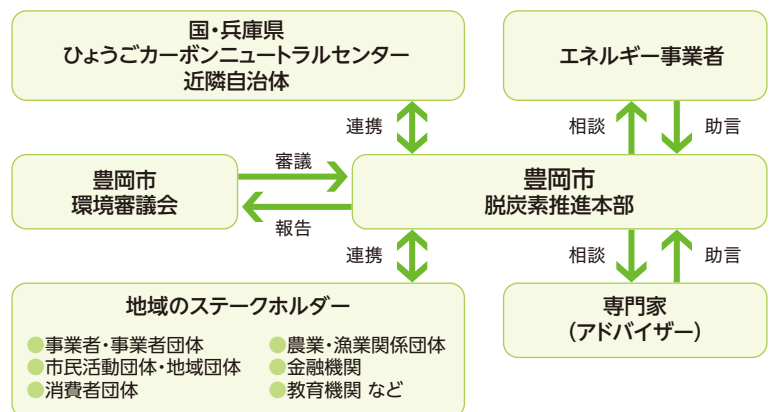 国・兵庫県
ひょうごカーボンニュートラルセンター
近隣自治体
エネルギー事業者
連携
相談
助言
豊岡市
環境審議会
審議
報告
豊岡市
脱炭素推進本部
連携
相談
助言
地域のステークホルダー
●事業者・事業者団体
●市民活動団体・地域団体
●消費者団体
●農業・漁業関係団体
●金融機関
●教育機関 など
専門家
（アドバイザー）